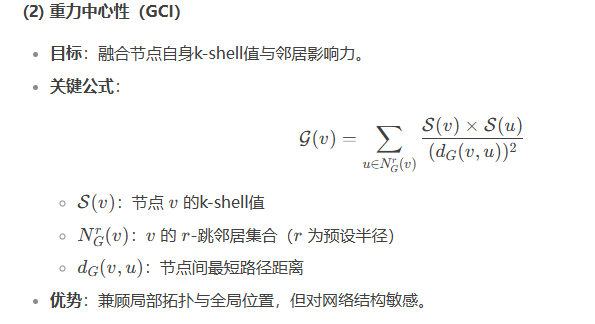 (2) 重力中心性（GCI）
• 目标：融合节点自身k-shell值与邻居影响力。
• 关键公式：
$\mathcal{G}(v) = \sum_{u \in N_G^r(v)} \frac{\mathcal{S}(v) \times \mathcal{S}(u)}{(d_G(v, u))^2}$
◦ $\mathcal{S}(v)$：节点 $v$ 的k-shell值
◦ $N_G^r(v)$：$v$ 的 $r$-跳邻居集合（$r$ 为预设半径）
◦ $d_G(v, u)$：节点间最短路径距离
• 优势：兼顾局部拓扑与全局位置，但对网络结构敏感。